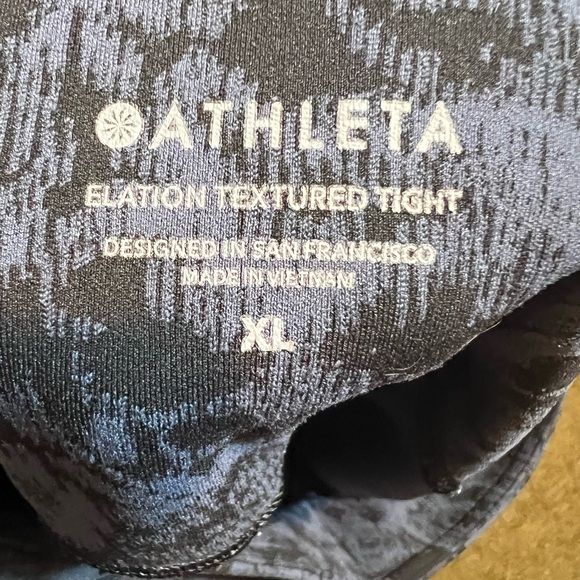 ATHLETA
ELATION TEXTURED TIGHT
DESIGNED IN SAN FRANCISCO
MADE IN VIETNAM
XL